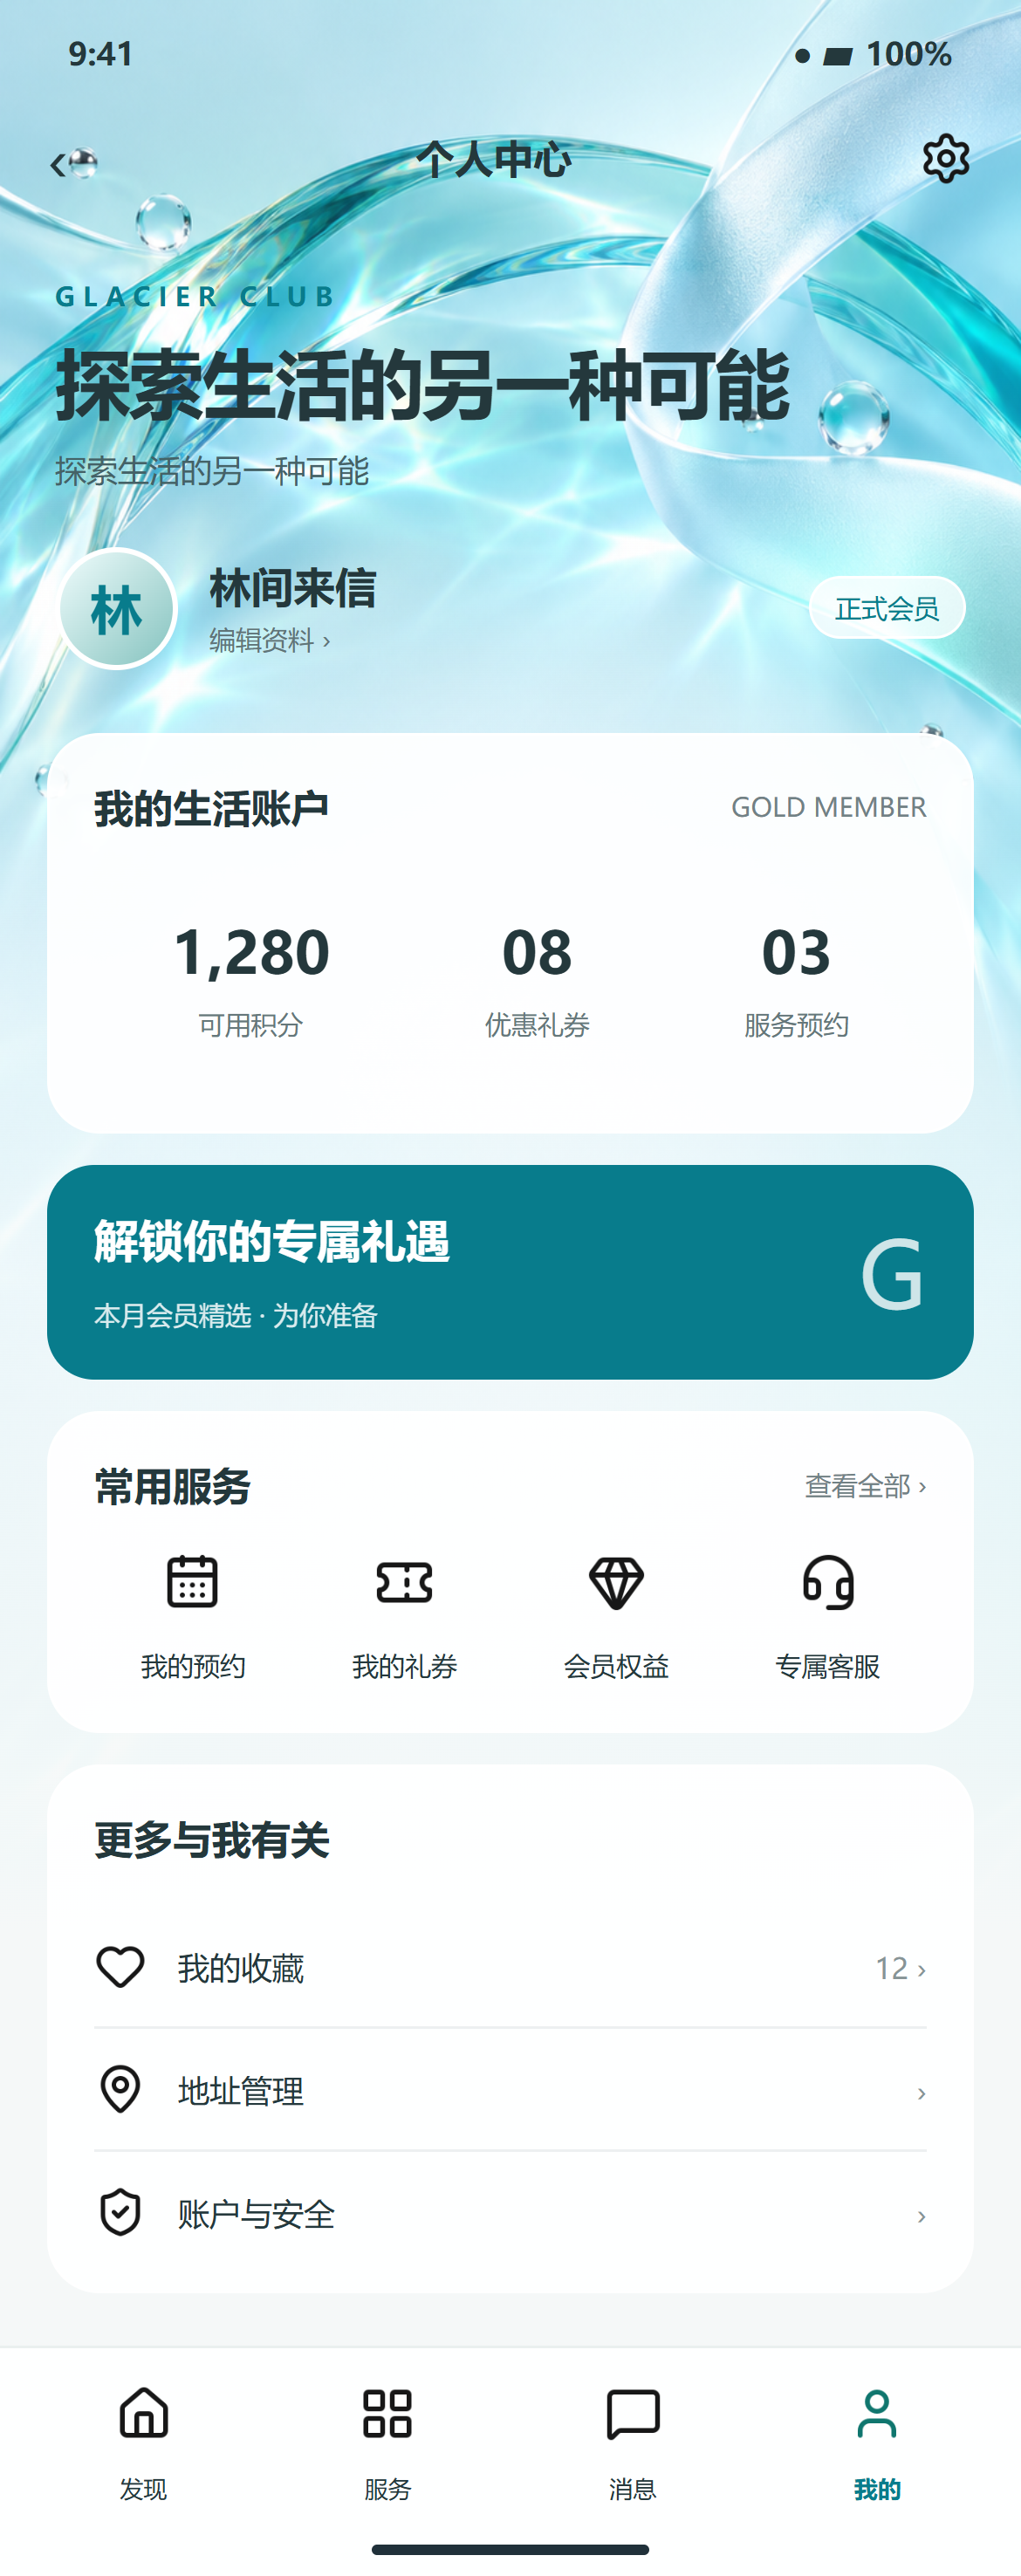 9:41 100%
‹ 个人中心
GLACIER CLUB
探索生活的另一种可能
探索生活的另一种可能
林
林间来信
编辑资料 ›
正式会员
我的生活账户
GOLD MEMBER
1,280 08 03
可用积分 优惠礼券 服务预约
解锁你的专属礼遇
本月会员精选 · 为你准备
G
常用服务
查看全部 ›
我的预约 我的礼券 会员权益 专属客服
更多与我有关
我的收藏 12 ›
地址管理 ›
账户与安全 ›
发现 服务 消息 我的